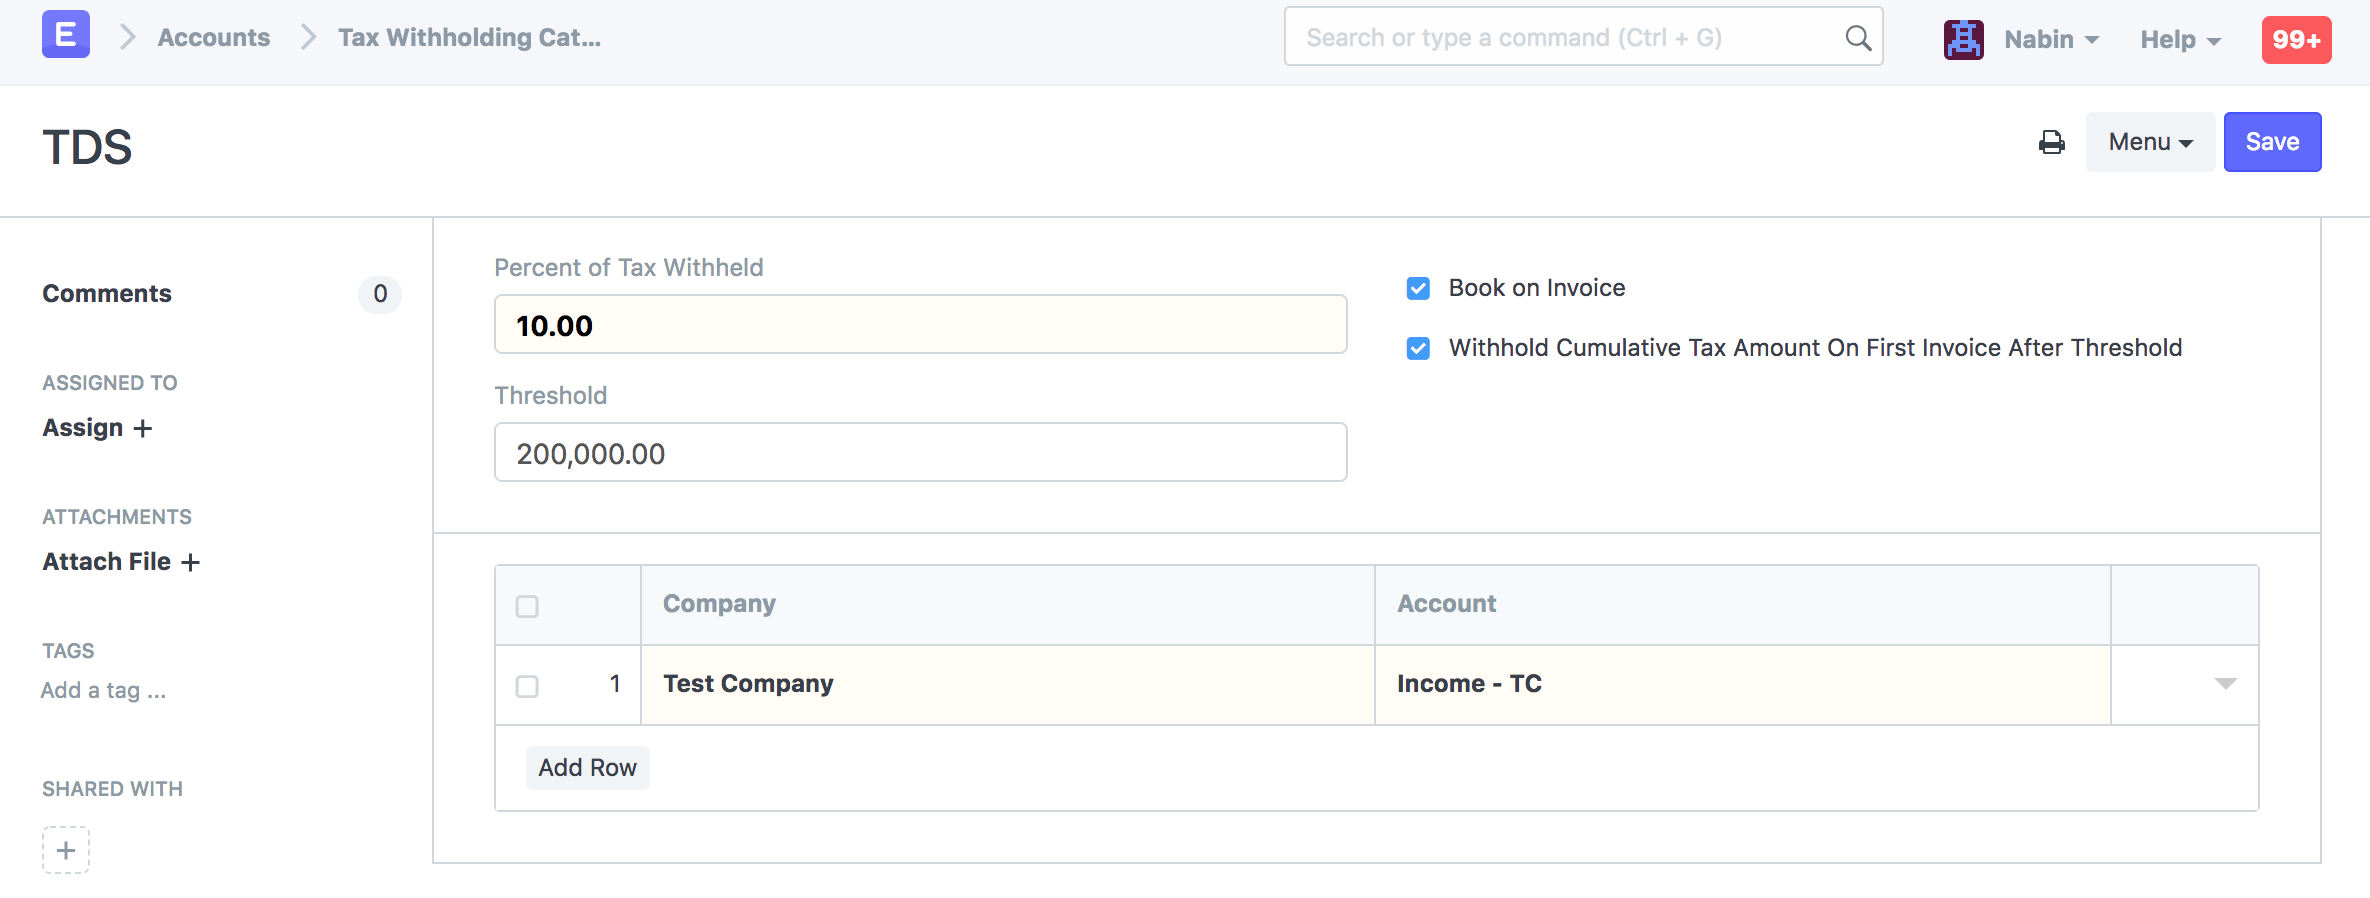 E Accounts Tax Withholding Cat...
Search or type a command (Ctrl + G)
Nabin Help 99+
TDS
Menu Save
Comments 0
ASSIGNED TO
Assign +
ATTACHMENTS
Attach File +
TAGS
Add a tag ...
SHARED WITH
+
Percent of Tax Withheld
10.00
Threshold
200,000.00
Book on Invoice
Withhold Cumulative Tax Amount On First Invoice After Threshold
Company Account
1 Test Company Income - TC
Add Row